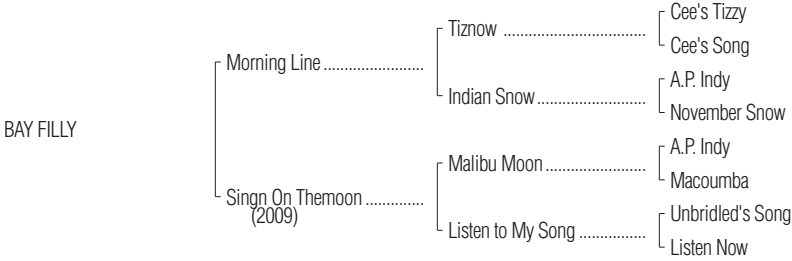 Cee's Tizzy
Tiznow ................................
Cee's Song
Morning Line .......................
A.P. Indy
Indian Snow ........................
November Snow
BAY FILLY
A.P. Indy
Malibu Moon ......................
Macoumba
Singn On Themoon .............
(2009)
Unbridled's Song
Listen to My Song ...............
Listen Now